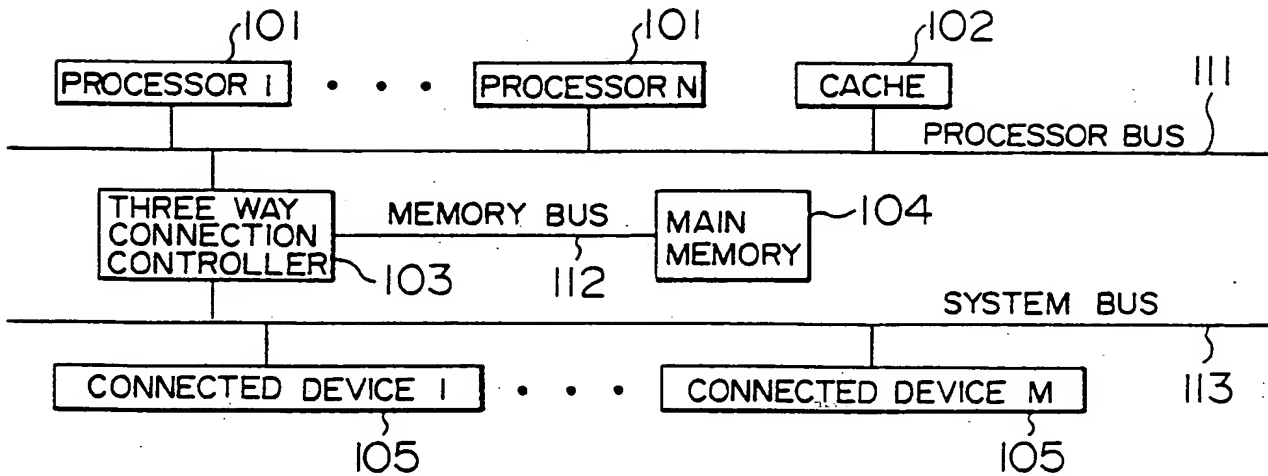 101
101
102
PROCESSOR 1
PROCESSOR N
CACHE
111
PROCESSOR BUS
THREE WAY
CONNECTION
CONTROLLER
103
MEMORY BUS
112
MAIN
MEMORY
104
SYSTEM BUS
113
CONNECTED DEVICE 1
CONNECTED DEVICE M
105
105